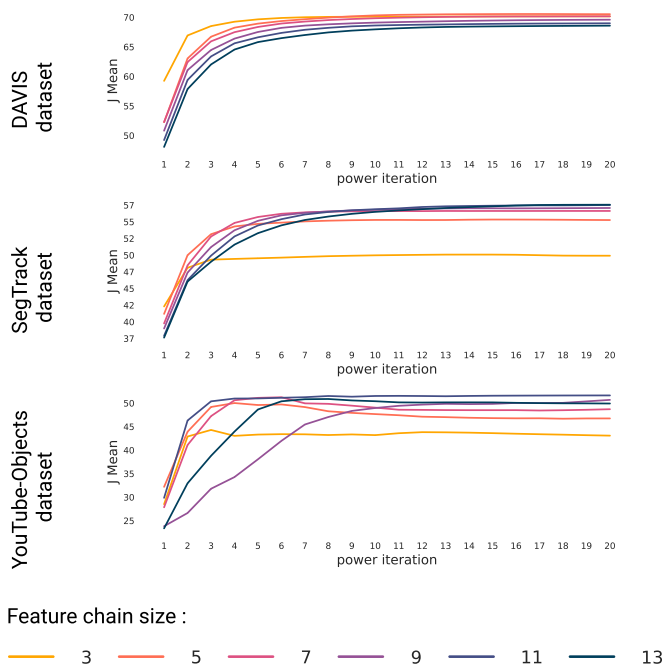 DAVIS
dataset
J Mean
70
65
60
55
50
1 2 3 4 5 6 7 8 9 10 11 12 13 14 15 16 17 18 19 20
power iteration
SegTrack
dataset
J Mean
57
55
52
50
47
45
42
40
37
1 2 3 4 5 6 7 8 9 10 11 12 13 14 15 16 17 18 19 20
power iteration
YouTube-Objects
dataset
J Mean
50
45
40
35
30
25
1 2 3 4 5 6 7 8 9 10 11 12 13 14 15 16 17 18 19 20
power iteration
Feature chain size :
3 5 7 9 11 13